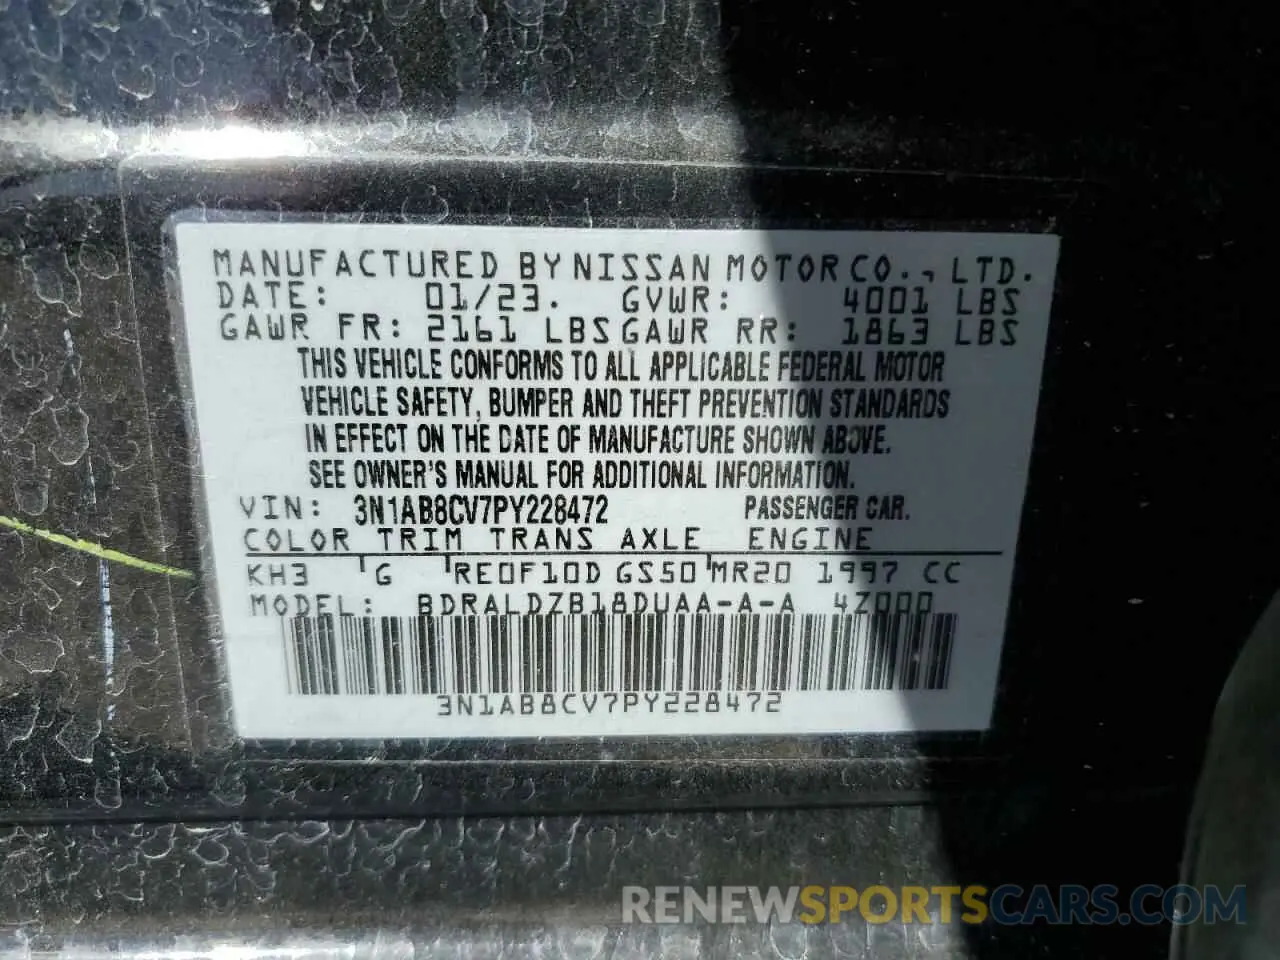 MANUFACTURED BY NISSAN MOTOR CO., LTD.
DATE: 01/23. GVWR: 4001 LBS
GAWR FR: 2161 LBS GAWR RR: 1863 LBS
THIS VEHICLE CONFORMS TO ALL APPLICABLE FEDERAL MOTOR
VEHICLE SAFETY, BUMPER AND THEFT PREVENTION STANDARDS
IN EFFECT ON THE DATE OF MANUFACTURE SHOWN ABOVE.
SEE OWNER'S MANUAL FOR ADDITIONAL INFORMATION.
VIN: 3N1AB8CV7PY228472 PASSENGER CAR.
COLOR TRIM TRANS AXLE ENGINE
KH3 G RE0F10D GS50 MR20 1997 CC
MODEL: BDRALDZB18DUAA-A-A 4Z000
3N1AB8CV7PY228472
RENEWSPORTSCARS.COM